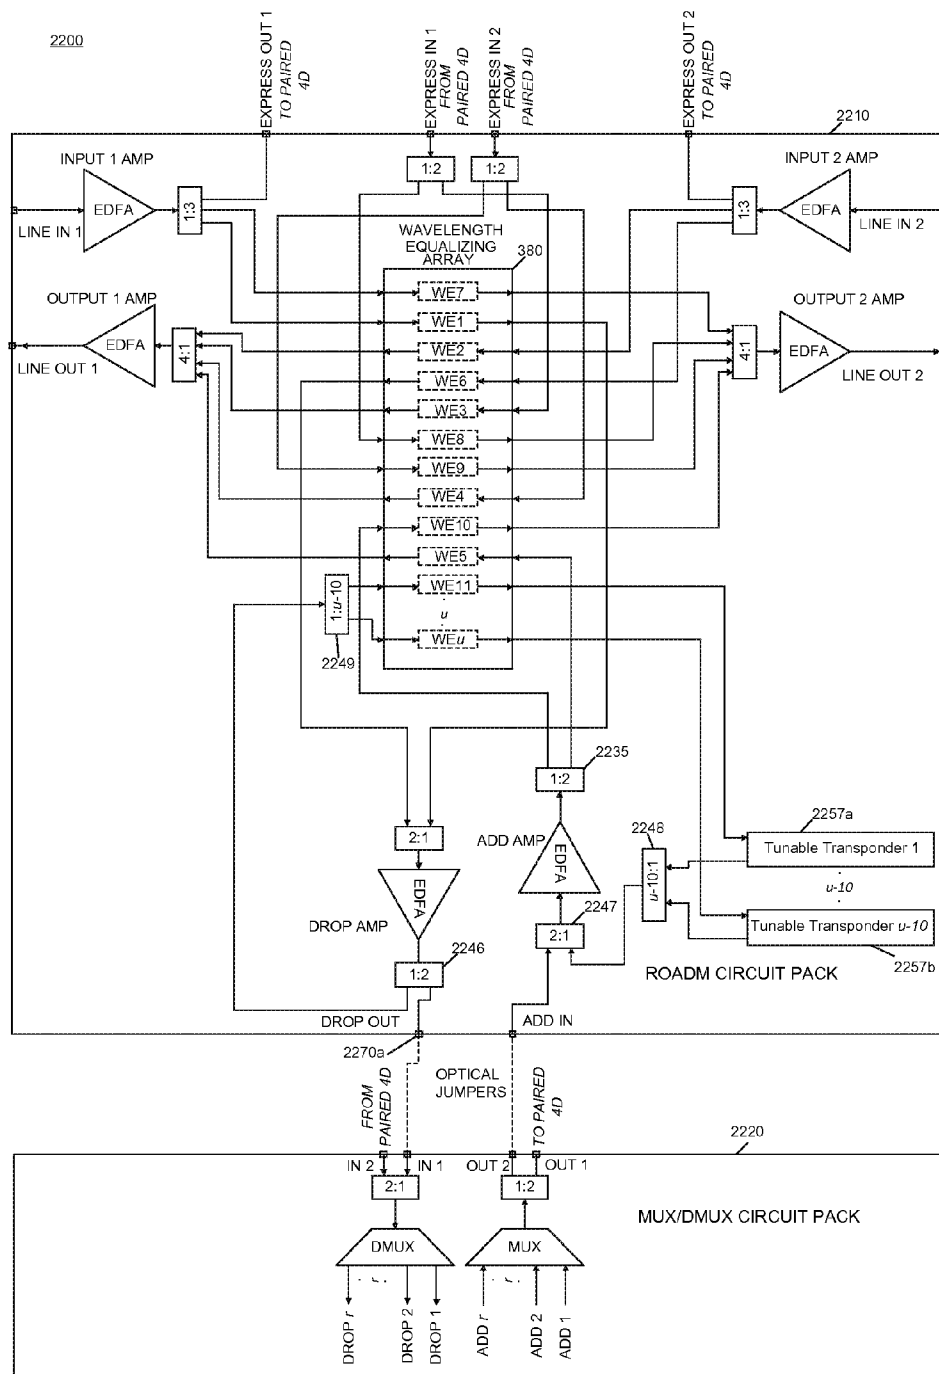 2200
EXPRESS OUT 1
TO PAIRED
4D
EXPRESS IN 1
FROM
PAIRED 4D
EXPRESS IN 2
FROM
PAIRED 4D
EXPRESS OUT 2
TO PAIRED
4D
2210
INPUT 1 AMP
EDFA
1:3
LINE IN 1
1:2
1:2
INPUT 2 AMP
1:3
EDFA
LINE IN 2
WAVELENGTH
EQUALIZING
ARRAY
380
OUTPUT 1 AMP
EDFA
4:1
LINE OUT 1
OUTPUT 2 AMP
4:1
EDFA
LINE OUT 2
WE7
WE1
WE2
WE6
WE3
WE8
WE9
WE4
WE10
WE5
WE11
u
WEu
1:u-10
2249
1:2
2235
2:1
EDFA
DROP AMP
ADD AMP
EDFA
2248
u-10:1
2257a
Tunable Transponder 1
u-10
Tunable Transponder u-10
2257b
2:1
2247
1:2
2246
ROADM CIRCUIT PACK
DROP OUT
ADD IN
2270a
FROM
PAIRED 4D
OPTICAL
JUMPERS
TO PAIRED
4D
2220
IN 2
IN 1
OUT 2
OUT 1
2:1
1:2
MUX/DMUX CIRCUIT PACK
DMUX
MUX
r
r
DROP r
DROP 2
DROP 1
ADD r
ADD 2
ADD 1